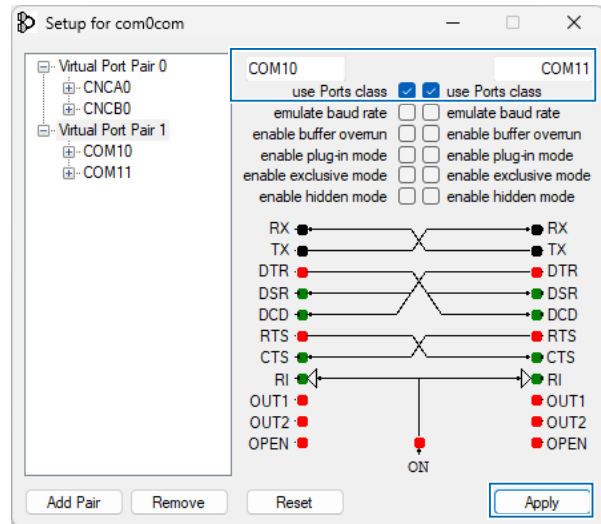 Setup for com0com
Virtual Port Pair 0
CNCA0
CNCB0
Virtual Port Pair 1
COM10
COM11
COM10 COM11
use Ports class use Ports class
emulate baud rate emulate baud rate
enable buffer overrun enable buffer overrun
enable plug-in mode enable plug-in mode
enable exclusive mode enable exclusive mode
enable hidden mode enable hidden mode
RX RX
TX TX
DTR DTR
DSR DSR
DCD DCD
RTS RTS
CTS CTS
RI RI
OUT1 OUT1
OUT2 OUT2
OPEN OPEN
ON
Add Pair Remove Reset Apply